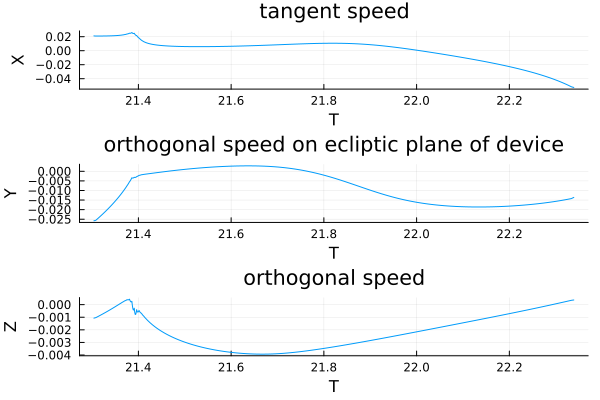 tangent speed
0.02
0.00
−0.02
−0.04
X
21.4 21.6 21.8 22.0 22.2
T
orthogonal speed on ecliptic plane of device
0.000
−0.005
−0.010
−0.015
−0.020
−0.025
Y
21.4 21.6 21.8 22.0 22.2
T
orthogonal speed
0.000
−0.001
−0.002
−0.003
−0.004
Z
21.4 21.6 21.8 22.0 22.2
T